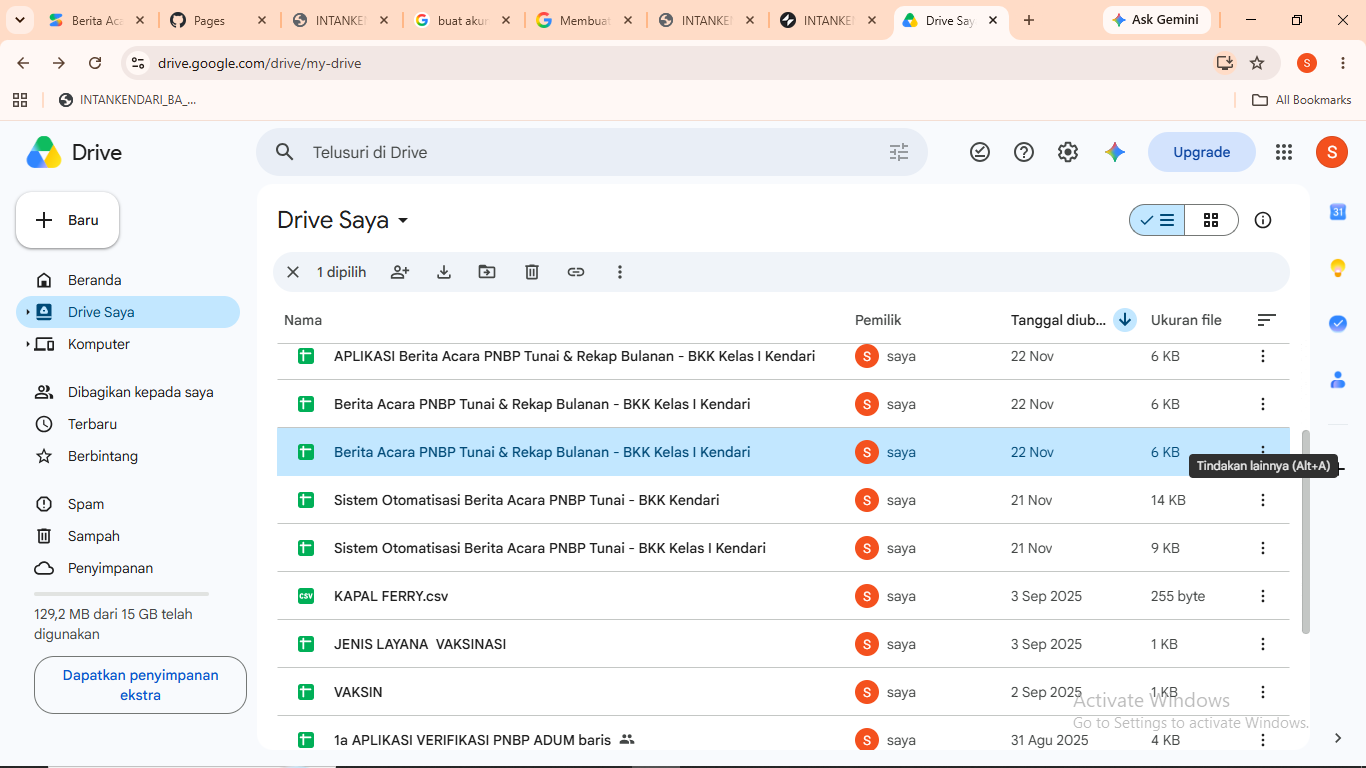 Berita Aca
Pages
INTANKEN
buat akun
Membuat
INTANKEN
INTANKEN
Drive Say
Ask Gemini
drive.google.com/drive/my-drive
S
INTANKENDARI_BA_...
All Bookmarks
Drive
Telusuri di Drive
Upgrade
S
Baru
Drive Saya
31
Beranda
1 dipilih
Drive Saya
Nama
Pemilik
Tanggal diub...
Ukuran file
Komputer
APLIKASI Berita Acara PNBP Tunai & Rekap Bulanan - BKK Kelas I Kendari
S
saya
22 Nov
6 KB
Dibagikan kepada saya
Berita Acara PNBP Tunai & Rekap Bulanan - BKK Kelas I Kendari
S
saya
22 Nov
6 KB
Terbaru
Berbintang
Berita Acara PNBP Tunai & Rekap Bulanan - BKK Kelas I Kendari
S
saya
22 Nov
6 KB
Tindakan lainnya (Alt+A)
Spam
Sistem Otomatisasi Berita Acara PNBP Tunai - BKK Kendari
S
saya
21 Nov
14 KB
Sampah
Sistem Otomatisasi Berita Acara PNBP Tunai - BKK Kelas I Kendari
S
saya
21 Nov
9 KB
Penyimpanan
CSV
KAPAL FERRY.csv
S
saya
3 Sep 2025
255 byte
129,2 MB dari 15 GB telah
digunakan
JENIS LAYANA VAKSINASI
S
saya
3 Sep 2025
1 KB
Dapatkan penyimpanan
ekstra
VAKSIN
S
saya
2 Sep 2025
1 KB
Activate Windows
Go to Settings to activate Windows.
1a APLIKASI VERIFIKASI PNBP ADUM baris
S
saya
31 Agu 2025
4 KB